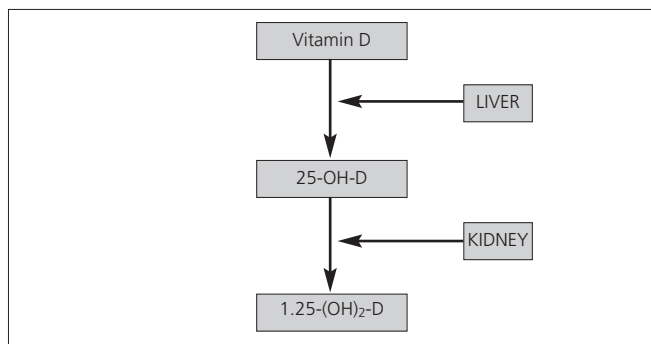 Vitamin D
LIVER
25-OH-D
KIDNEY
1.25-(OH)₂-D